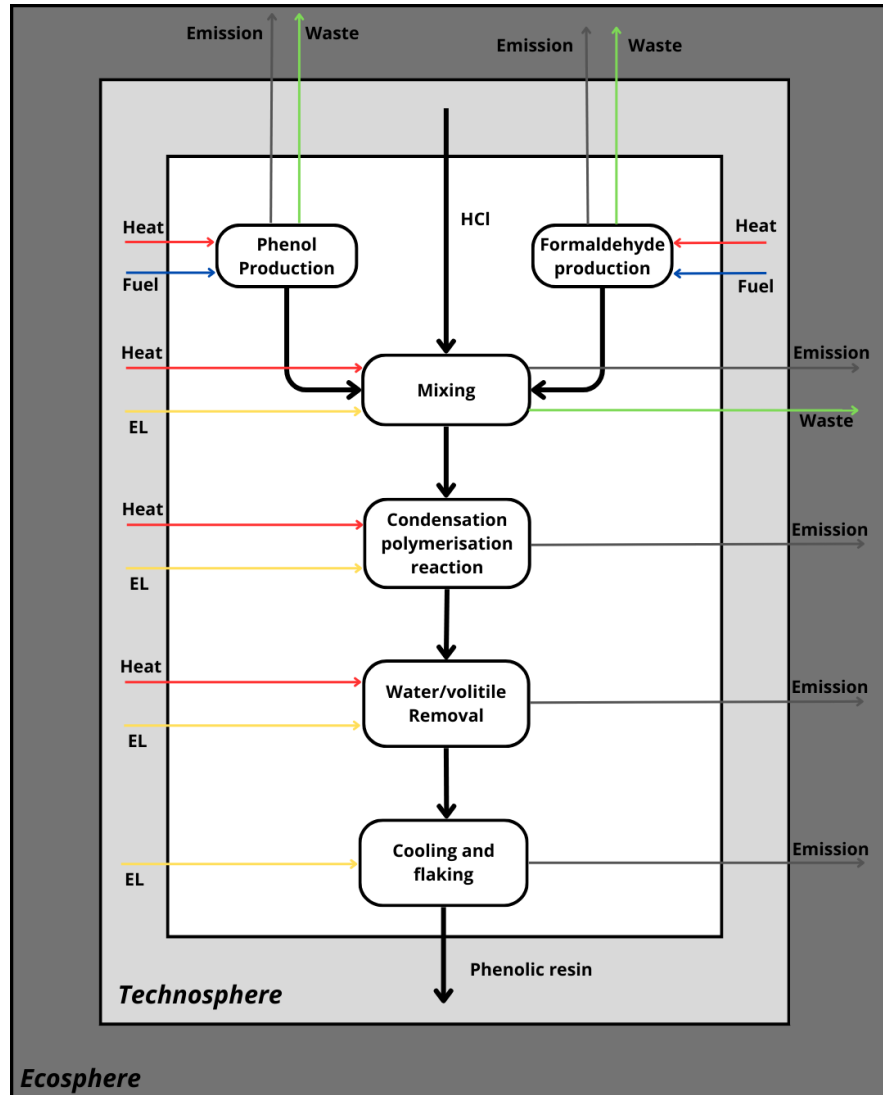 Emission
Waste
Emission
Waste
HCl
Heat
Phenol
Production
Fuel
Formaldehyde
production
Heat
Fuel
Heat
EL
Mixing
Emission
Waste
Heat
EL
Condensation
polymerisation
reaction
Emission
Heat
EL
Water/volitile
Removal
Emission
EL
Cooling and
flaking
Emission
Phenolic resin
Technosphere
Ecosphere